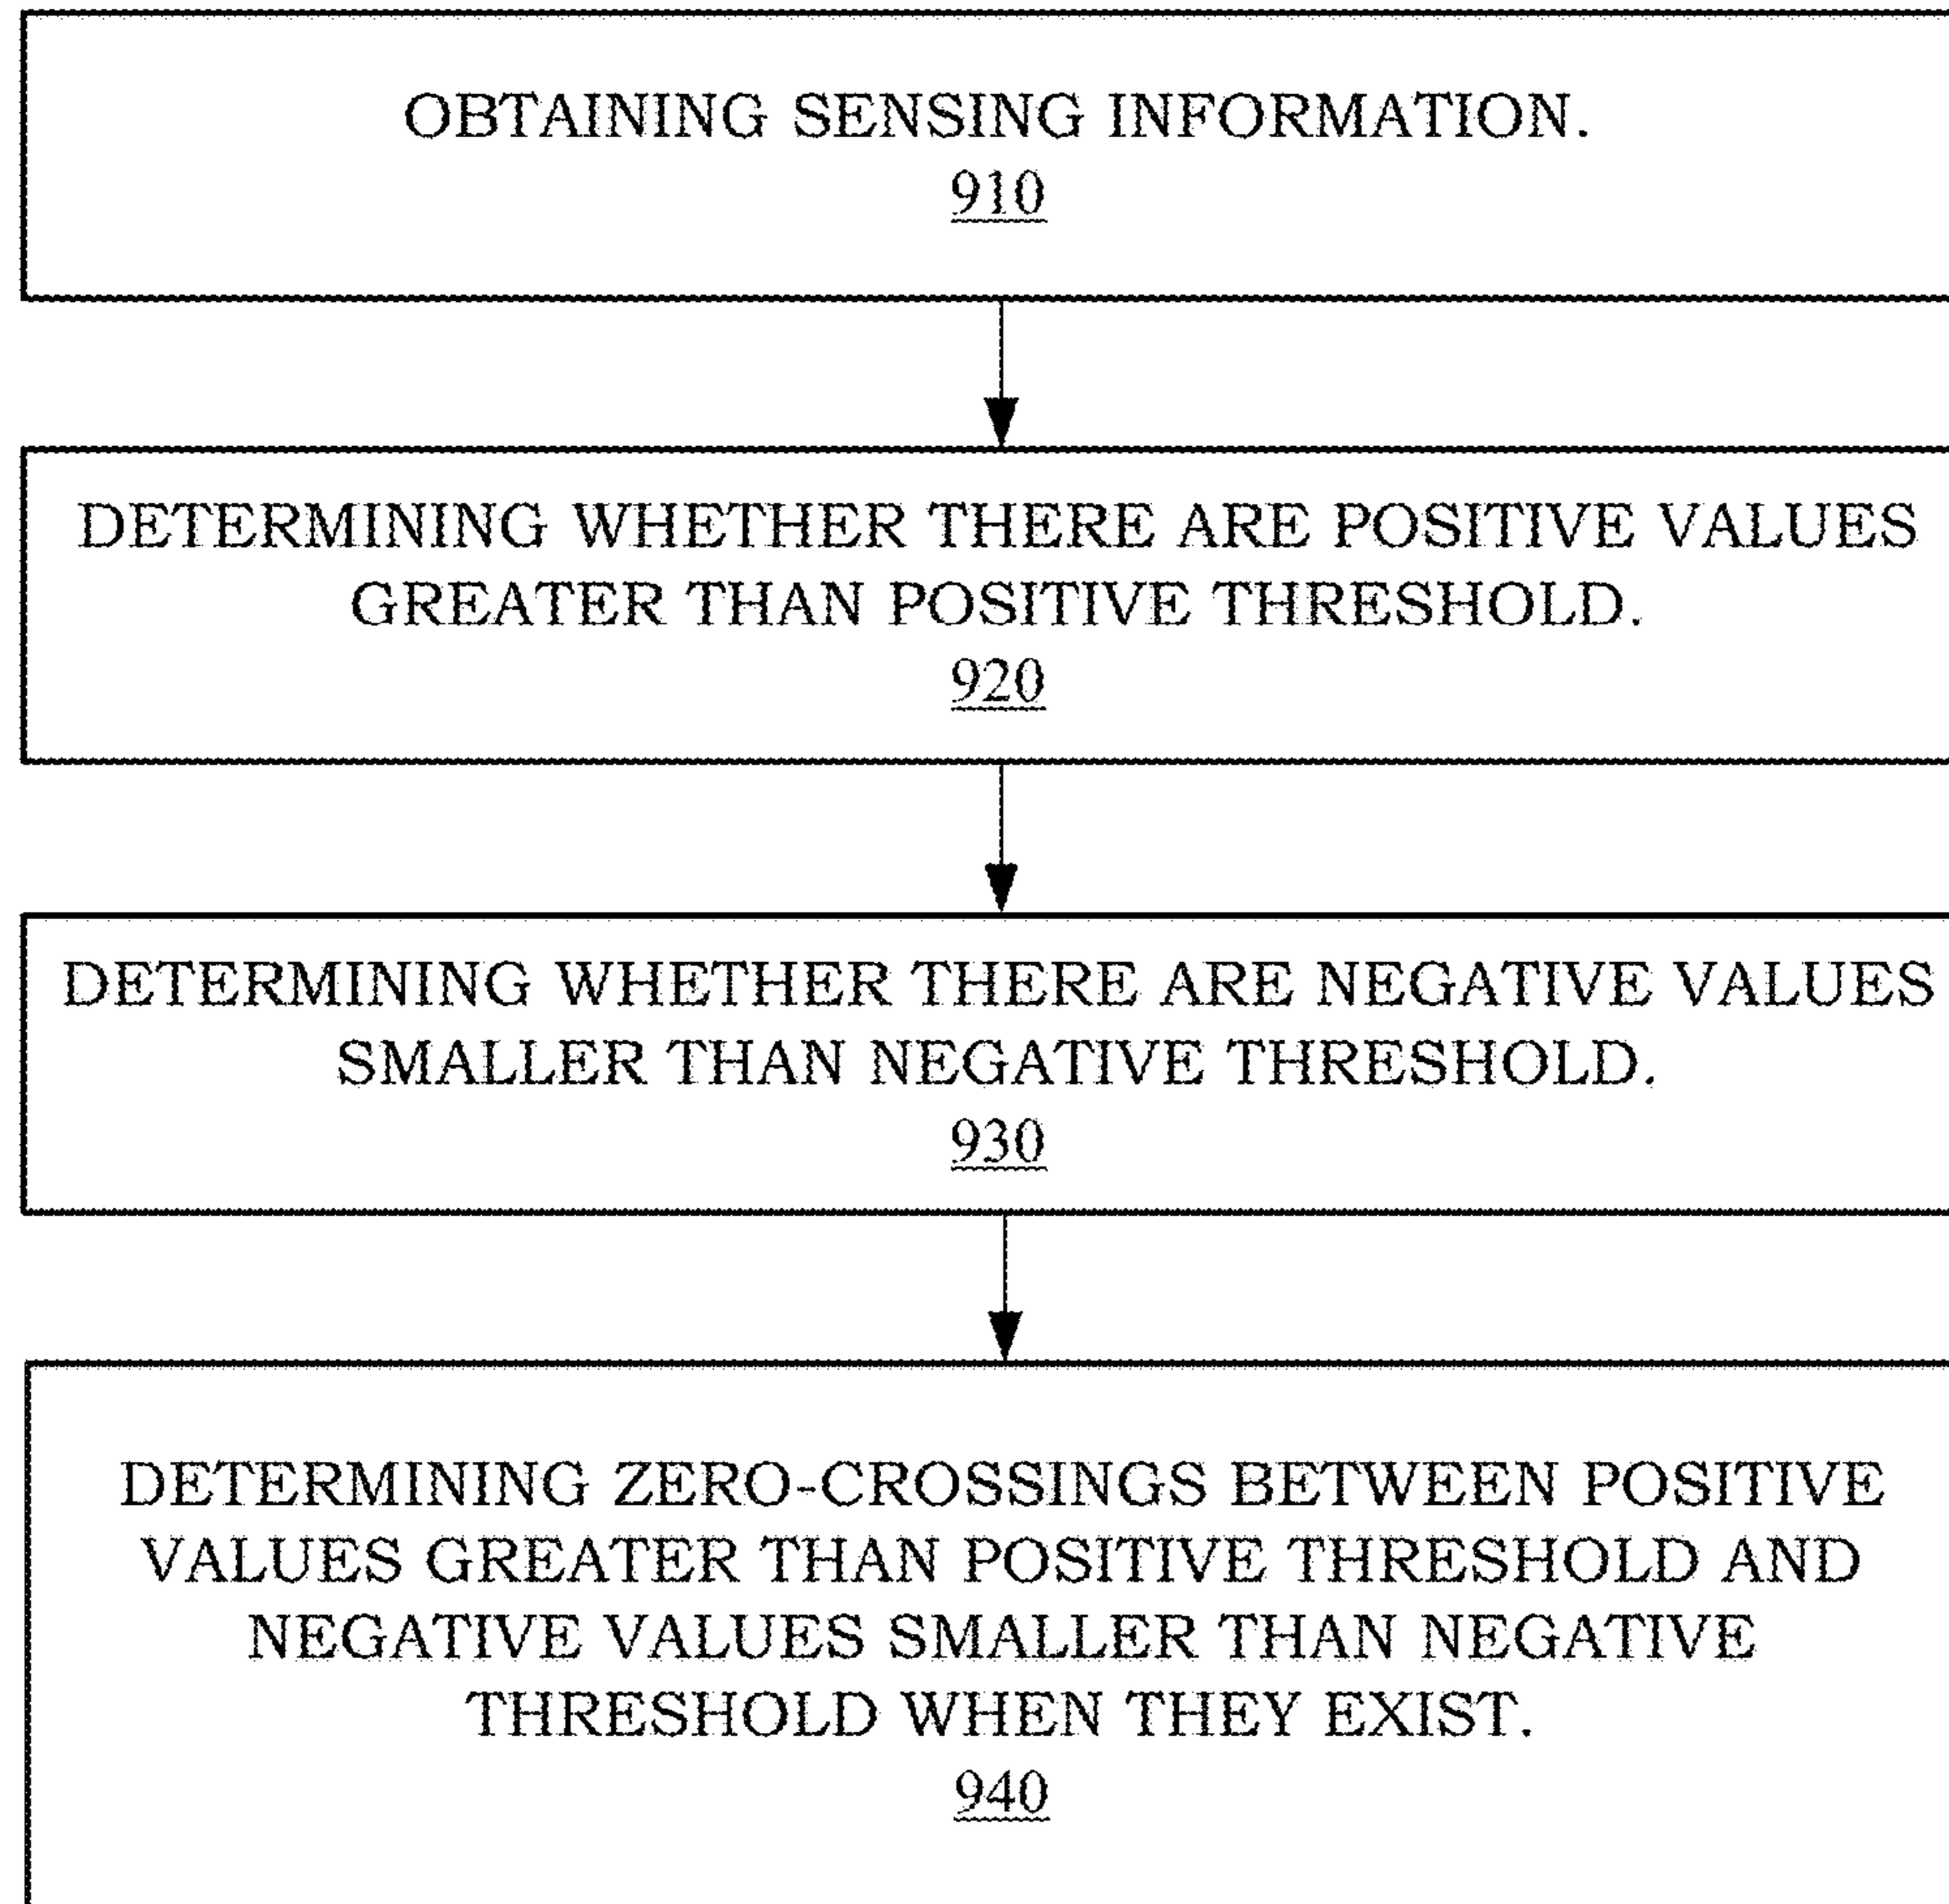 OBTAINING SENSING INFORMATION.
910
DETERMINING WHETHER THERE ARE POSITIVE VALUES
GREATER THAN POSITIVE THRESHOLD.
920
DETERMINING WHETHER THERE ARE NEGATIVE VALUES
SMALLER THAN NEGATIVE THRESHOLD.
930
DETERMINING ZERO-CROSSINGS BETWEEN POSITIVE
VALUES GREATER THAN POSITIVE THRESHOLD AND
NEGATIVE VALUES SMALLER THAN NEGATIVE
THRESHOLD WHEN THEY EXIST.
940